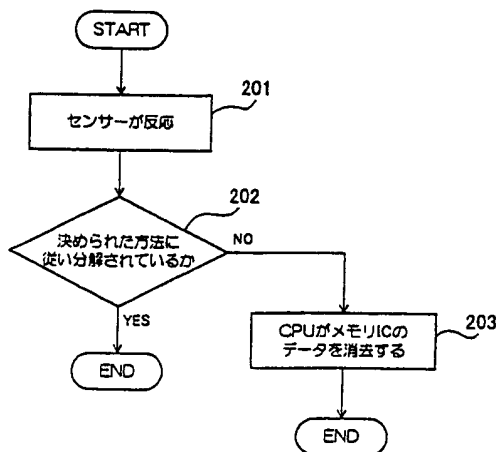 START
センサーが反応
201
決められた方法に
従い分解されているか
202
NO
YES
END
CPUがメモリICの
データを消去する
203
END